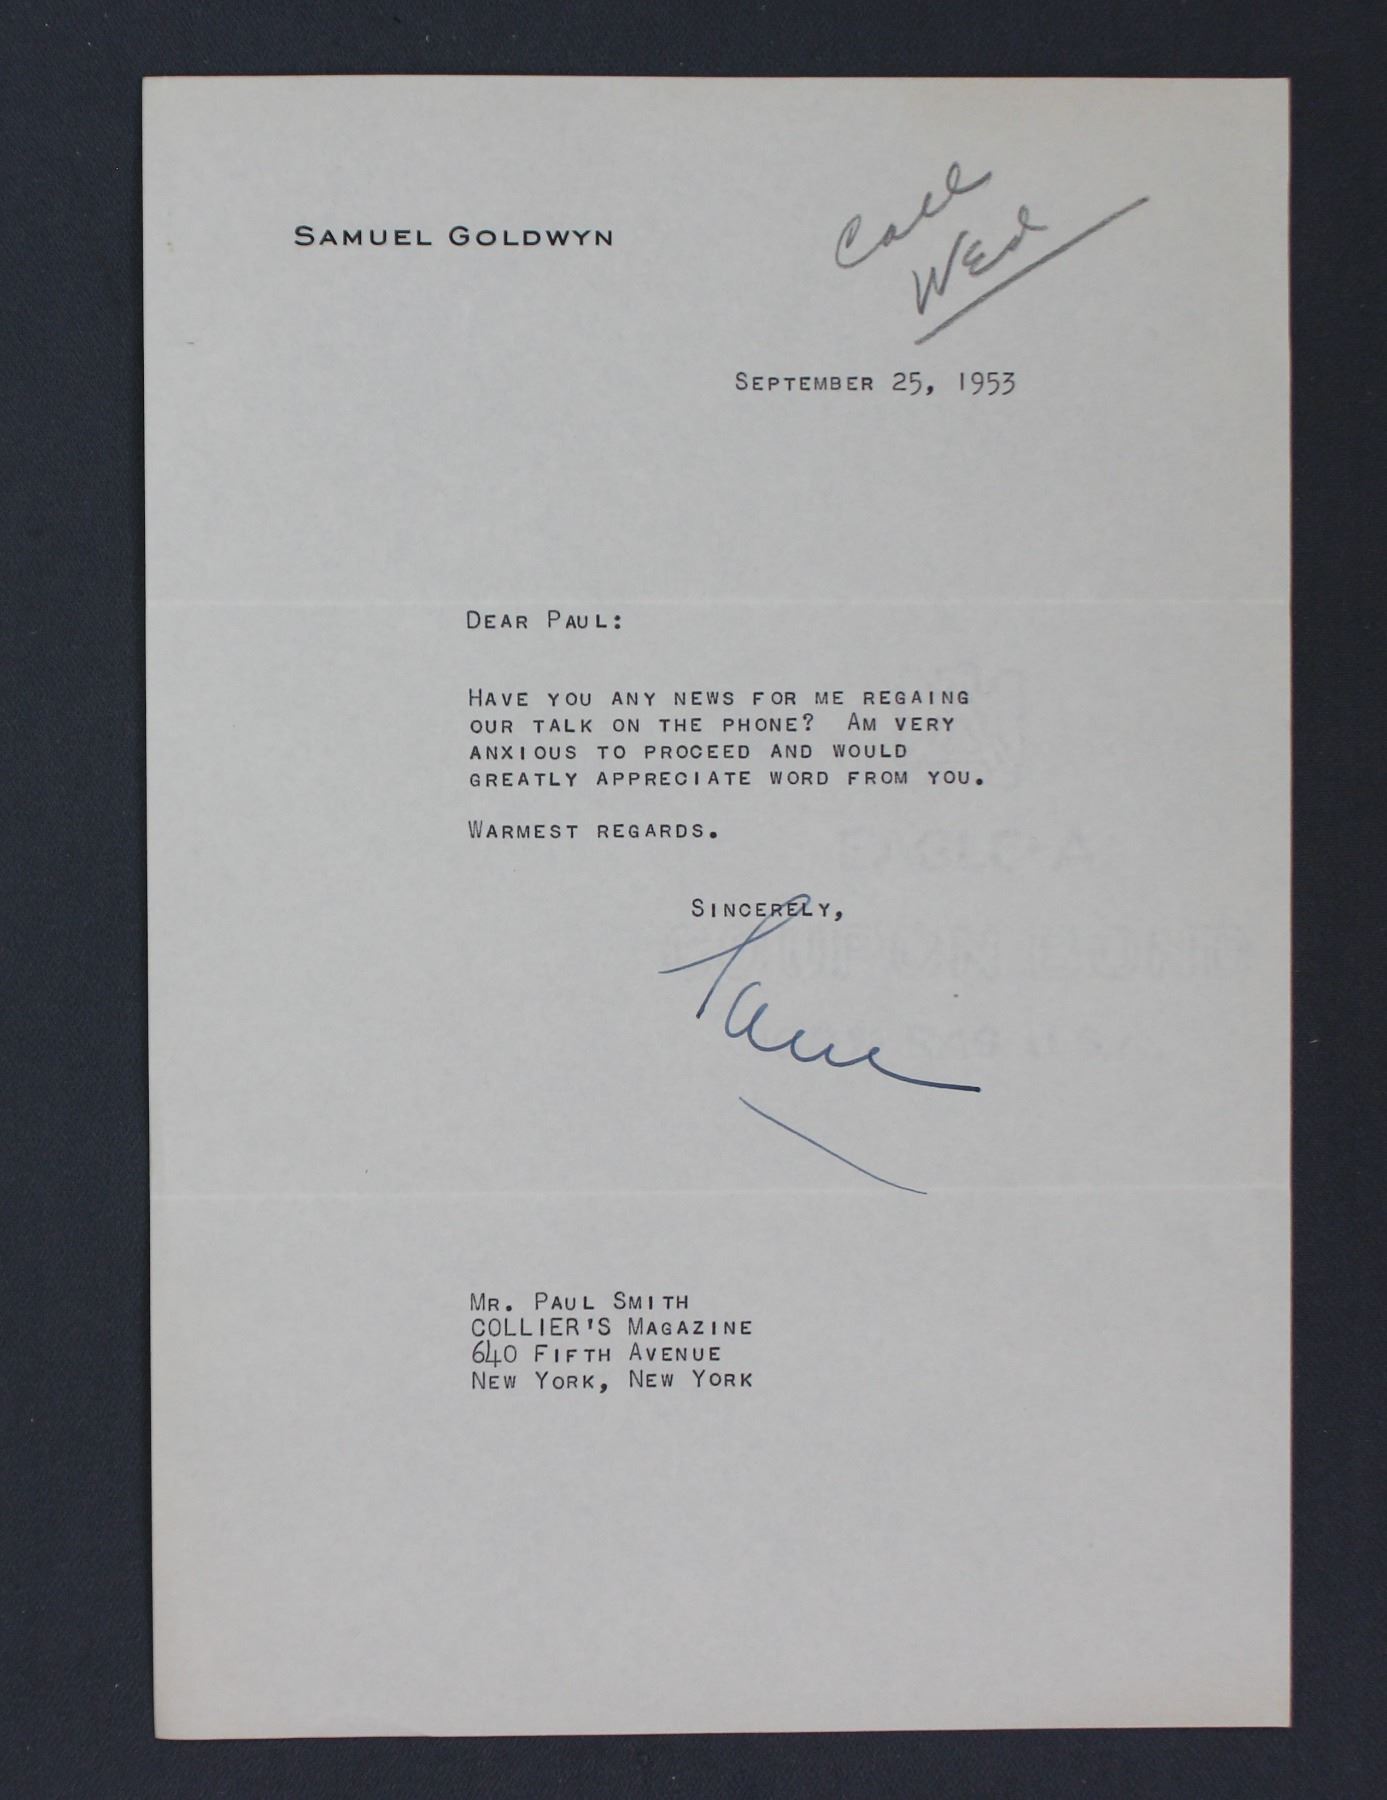 SAMUEL GOLDWYN
Call
Wed
SEPTEMBER 25, 1953
DEAR PAUL:
HAVE YOU ANY NEWS FOR ME REGAING
OUR TALK ON THE PHONE? AM VERY
ANXIOUS TO PROCEED AND WOULD
GREATLY APPRECIATE WORD FROM YOU.
WARMEST REGARDS.
SINCERELY,
Sam
MR. PAUL SMITH
COLLIER'S MAGAZINE
640 FIFTH AVENUE
NEW YORK, NEW YORK